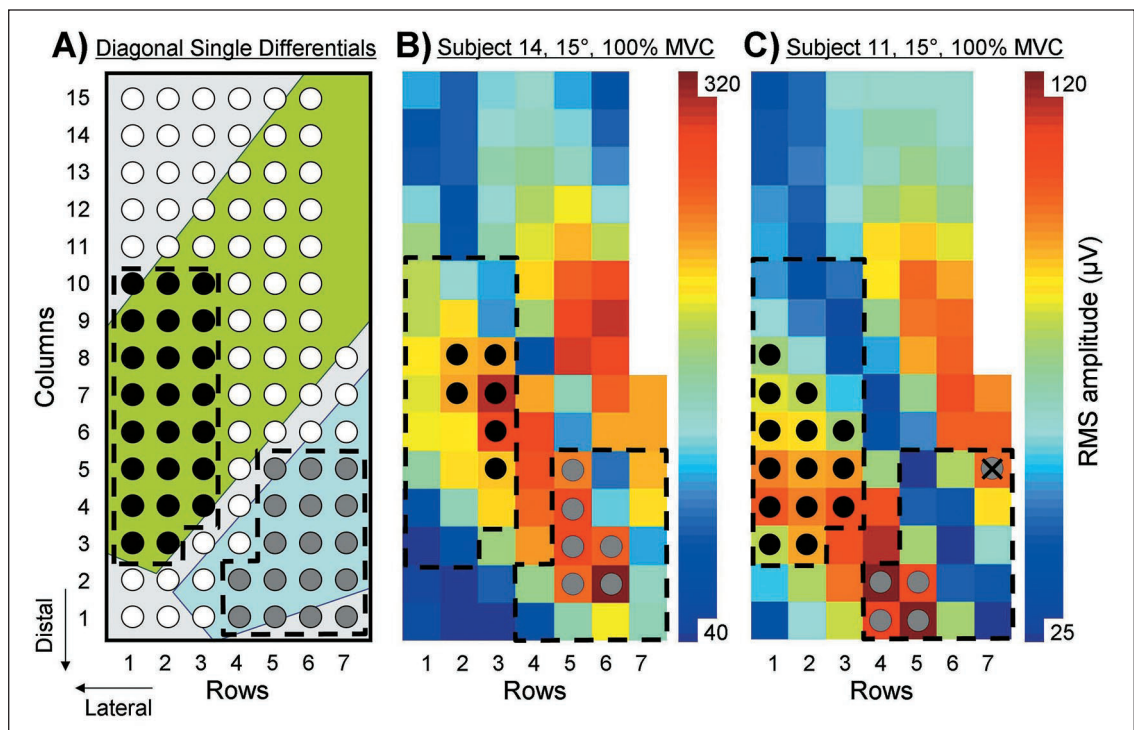 A) Diagonal Single Differentials
B) Subject 14, 15°, 100% MVC
C) Subject 11, 15°, 100% MVC
15
14
13
12
11
10
9
8
7
6
5
4
3
2
1
Columns
Distal
1 2 3 4 5 6 7
Rows
Lateral
320
40
1 2 3 4 5 6 7
Rows
120
25
RMS amplitude (µV)
1 2 3 4 5 6 7
Rows